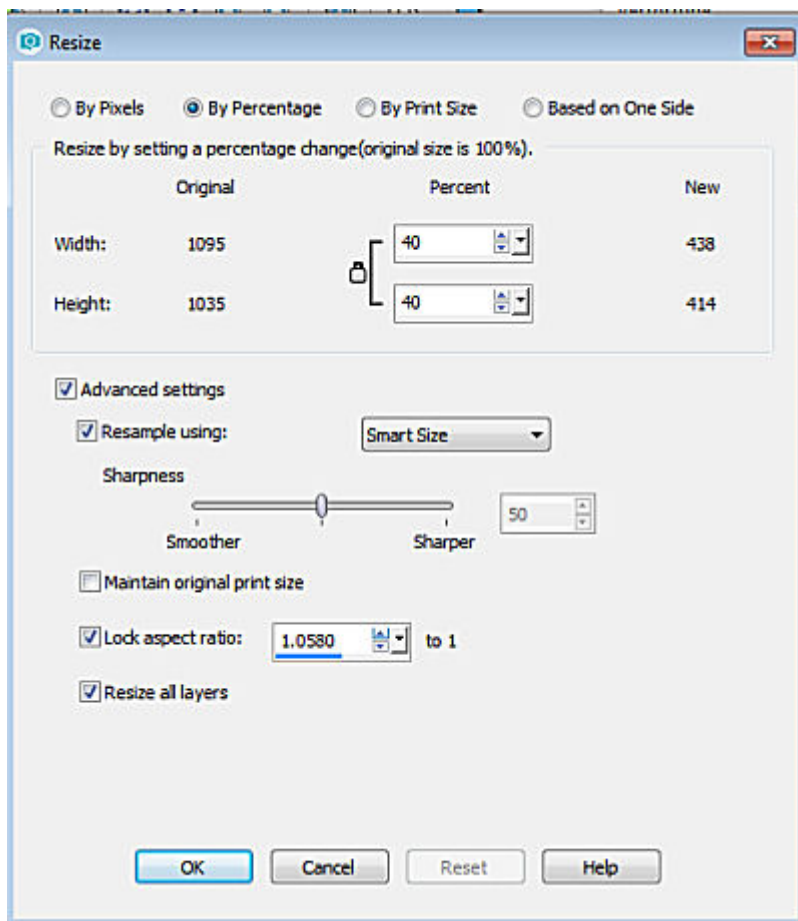 Resize
By Pixels By Percentage By Print Size Based on One Side
Resize by setting a percentage change(original size is 100%).
Original Percent New
Width: 1095 40 438
Height: 1035 40 414
Advanced settings
Resample using: Smart Size
Sharpness
50
Smoother Sharper
Maintain original print size
Lock aspect ratio: 1.0580 to 1
Resize all layers
OK Cancel Reset Help